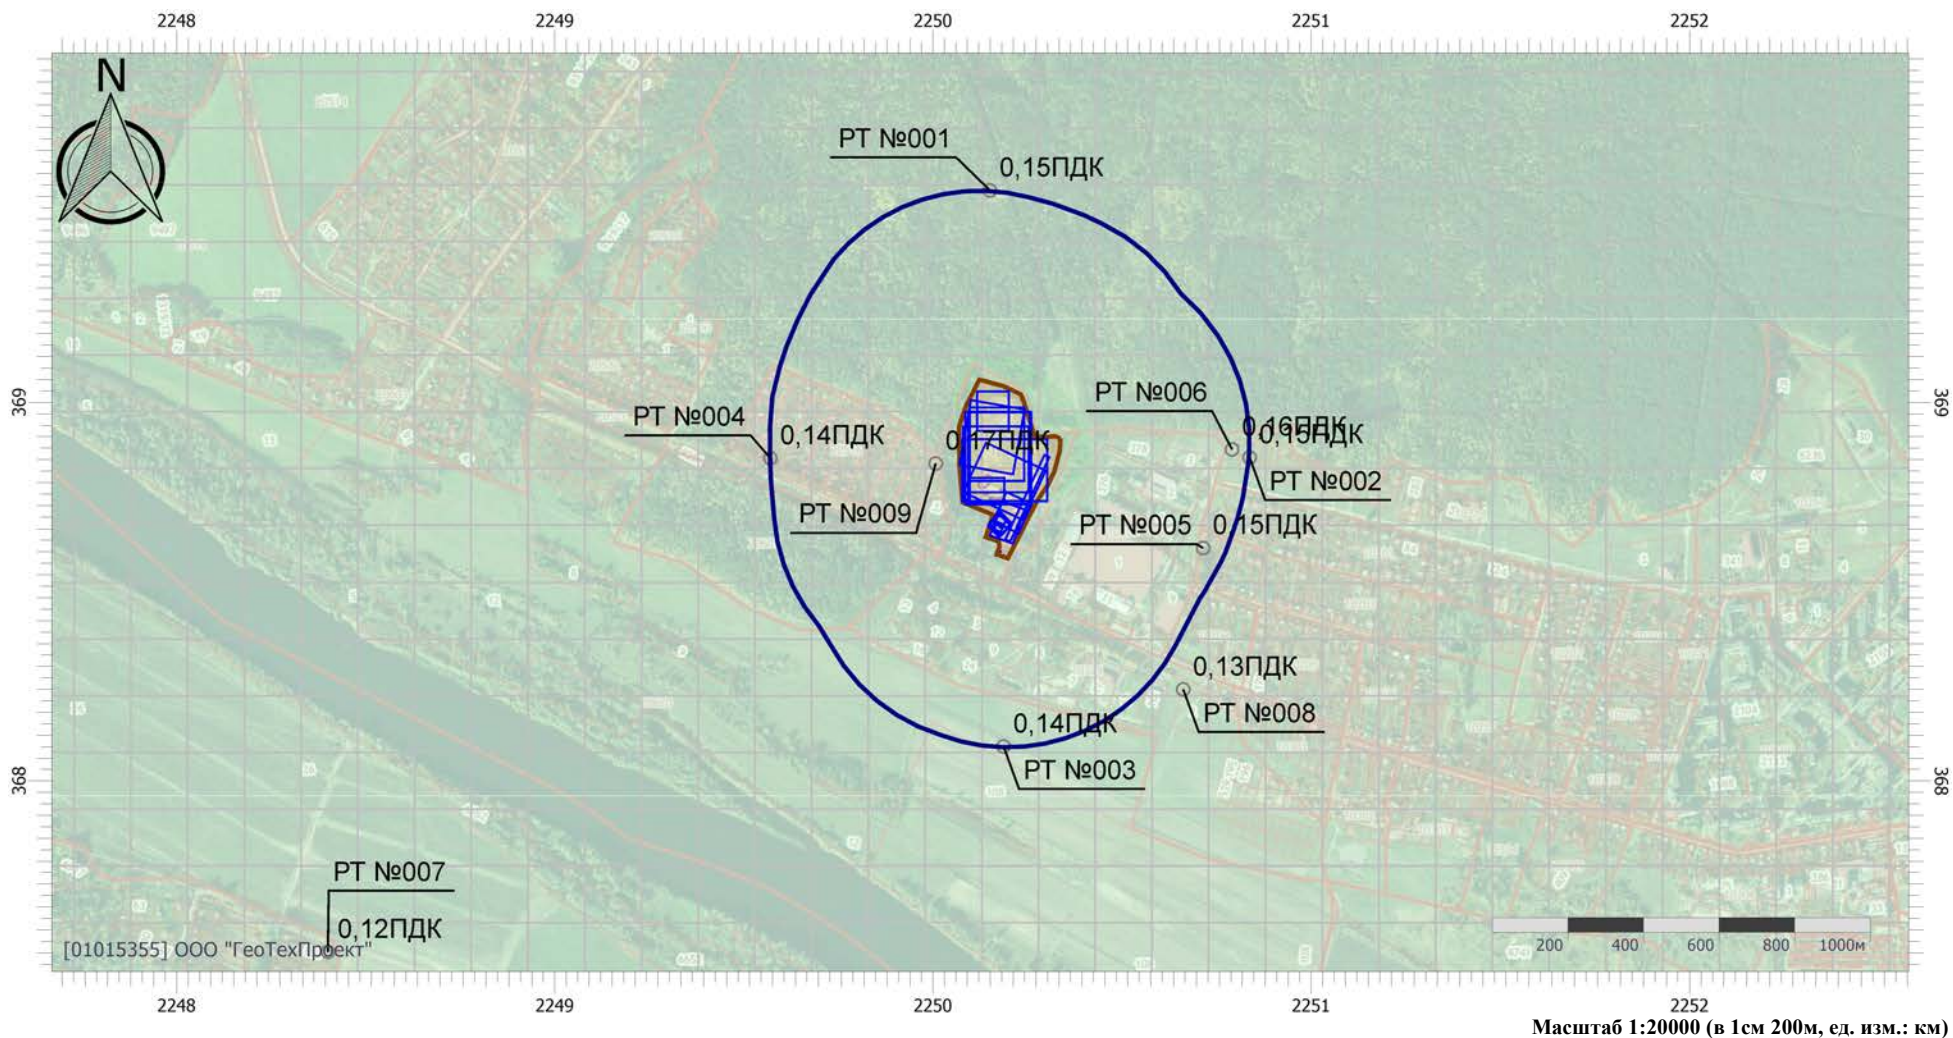 2248 2249 2250 2251 2252
N
РТ №001
0,15ПДК
369 369
РТ №006
РТ №004
0,16ПДК
0,14ПДК
0,17ПДК
0,15ПДК
РТ №002
РТ №009
РТ №005
0,15ПДК
0,13ПДК
РТ №008
0,14ПДК
РТ №003
368 368
РТ №007
0,12ПДК
[01015355] ООО "ГеоТехПроект"
200 400 600 800 1000м
2248 2249 2250 2251 2252
Масштаб 1:20000 (в 1см 200м, ед. изм.: км)